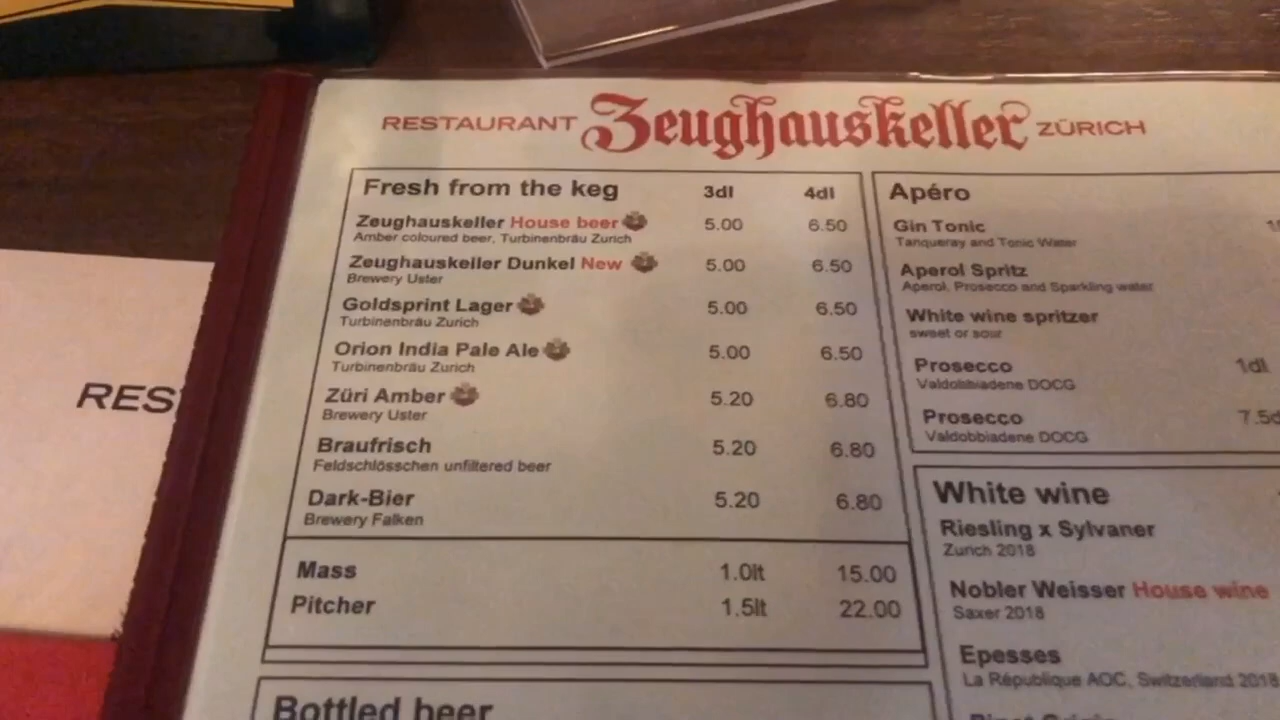 RESTAURANT Zeughauskeller ZÜRICH
Fresh from the keg 3dl 4dl
Zeughauskeller House beer 5.00 6.50
Amber coloured beer, Turbinenbräu Zurich
Zeughauskeller Dunkel New 5.00 6.50
Brewery Uster
Goldsprint Lager 5.00 6.50
Turbinenbräu Zurich
Orion India Pale Ale 5.00 6.50
Turbinenbräu Zurich
Züri Amber 5.20 6.80
Brewery Uster
Braufrisch 5.20 6.80
Feldschlösschen unfiltered beer
Dark-Bier 5.20 6.80
Brewery Falken
Mass 1.0lt 15.00
Pitcher 1.5lt 22.00
Bottled beer
Apéro
Gin Tonic
Tanqueray and Tonic Water
Aperol Spritz
Aperol, Prosecco and Sparkling water
White wine spritzer
sweet or sour
Prosecco 1dl
Valdobbiadene DOCG
Prosecco 7.5d
Valdobbiadene DOCG
White wine
Riesling x Sylvaner
Zurich 2018
Nobler Weisser House wine
Saxer 2018
Epesses
La République AOC, Switzerland 2018
RES